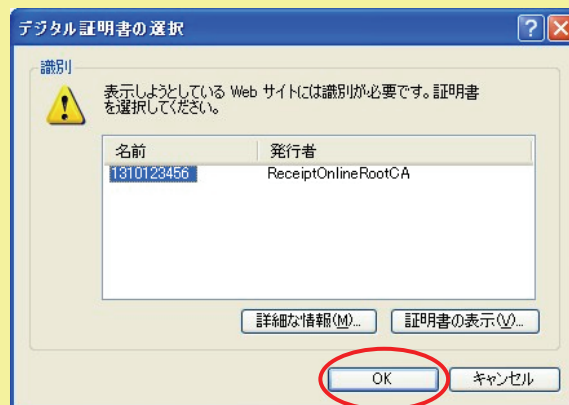 デジタル証明書の選択
識別
表示しようとしている Web サイトには識別が必要です。証明書
を選択してください。
名前 発行者
1310123456 ReceiptOnlineRootCA
詳細な情報(M)... 証明書の表示(V)...
OK キャンセル